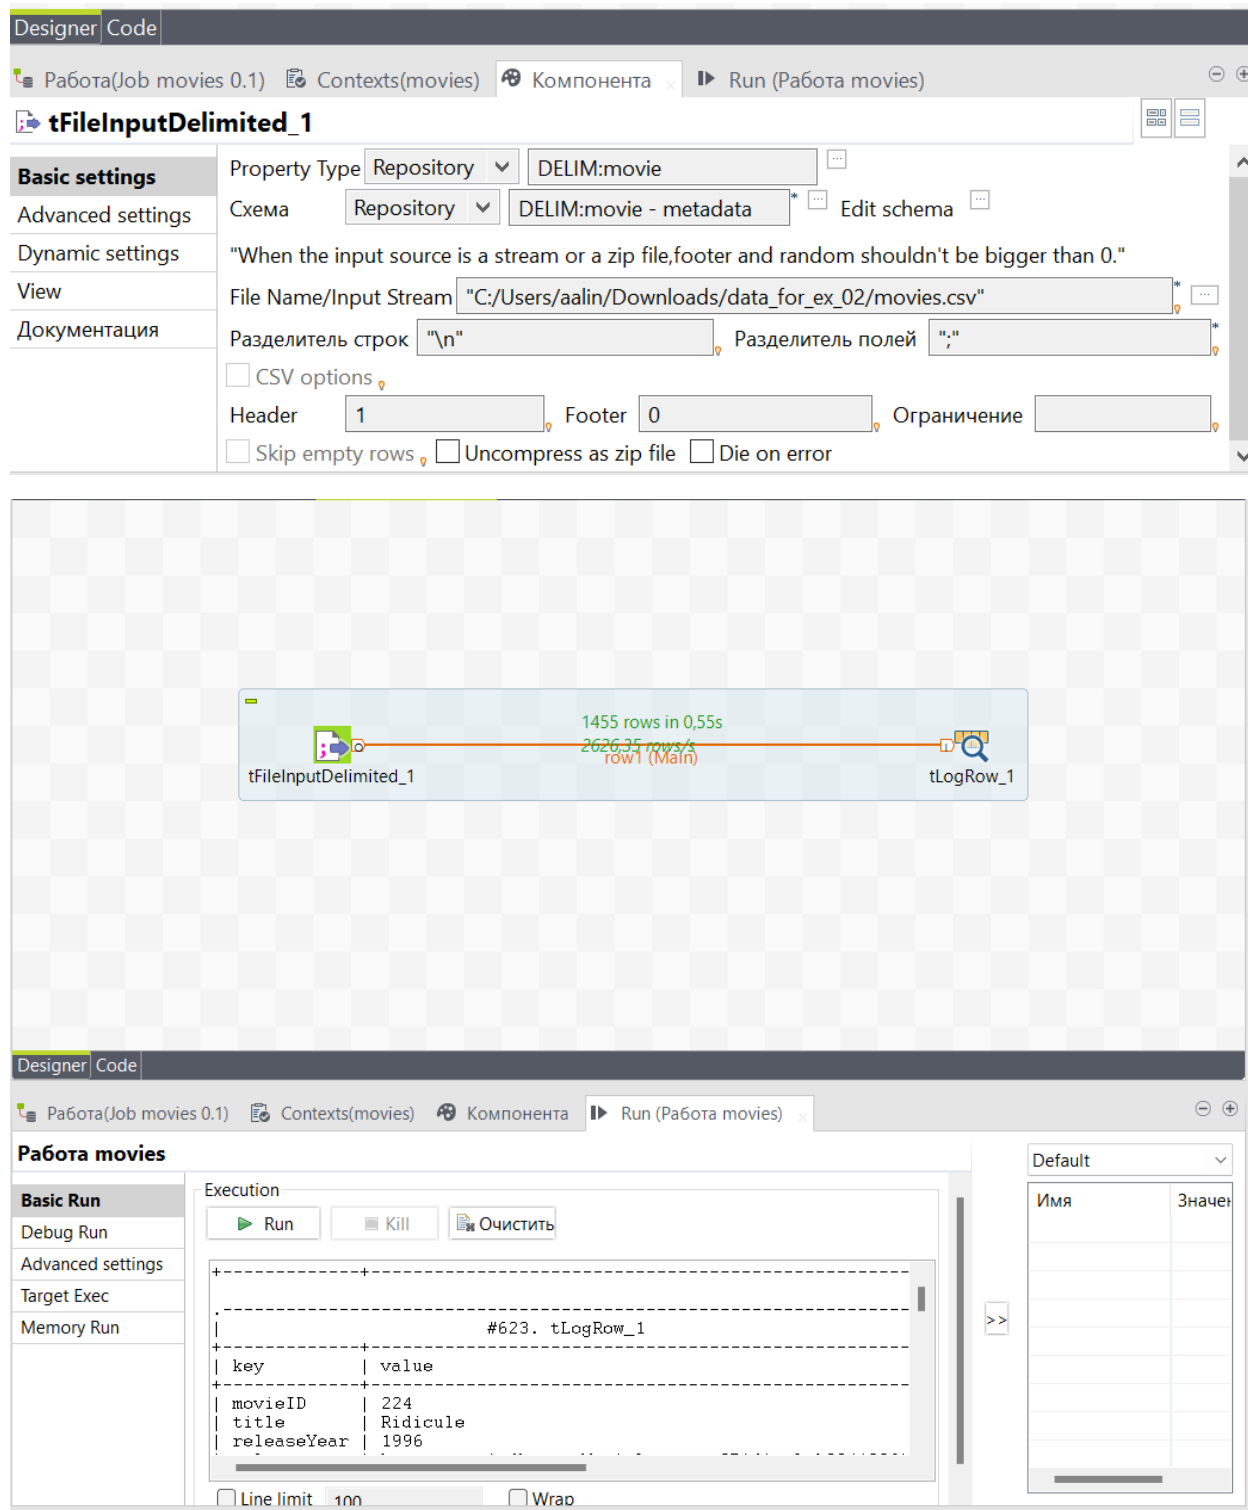 Designer Code
Работа(Job movies 0.1) Contexts(movies) Компонента Run (Работа movies)
tFileInputDelimited_1
Basic settings
Advanced settings
Dynamic settings
View
Документация
Property Type Repository DELIM:movie
Схема Repository DELIM:movie - metadata * Edit schema
"When the input source is a stream or a zip file,footer and random shouldn't be bigger than 0."
File Name/Input Stream "C:/Users/aalin/Downloads/data_for_ex_02/movies.csv" *
Разделитель строк "\n" Разделитель полей ";" *
CSV options
Header 1 Footer 0 Ограничение
Skip empty rows Uncompress as zip file Die on error
1455 rows in 0,55s
2626,35 rows/s
row1 (Main)
tFileInputDelimited_1 tLogRow_1
Designer Code
Работа(Job movies 0.1) Contexts(movies) Компонента Run (Работа movies)
Работа movies
Basic Run
Debug Run
Advanced settings
Target Exec
Memory Run
Execution
Run Kill Очистить
#623. tLogRow_1
key | value
movieID | 224
title | Ridicule
releaseYear | 1996
Line limit 100 Wrap
>>
Default
Имя Значен